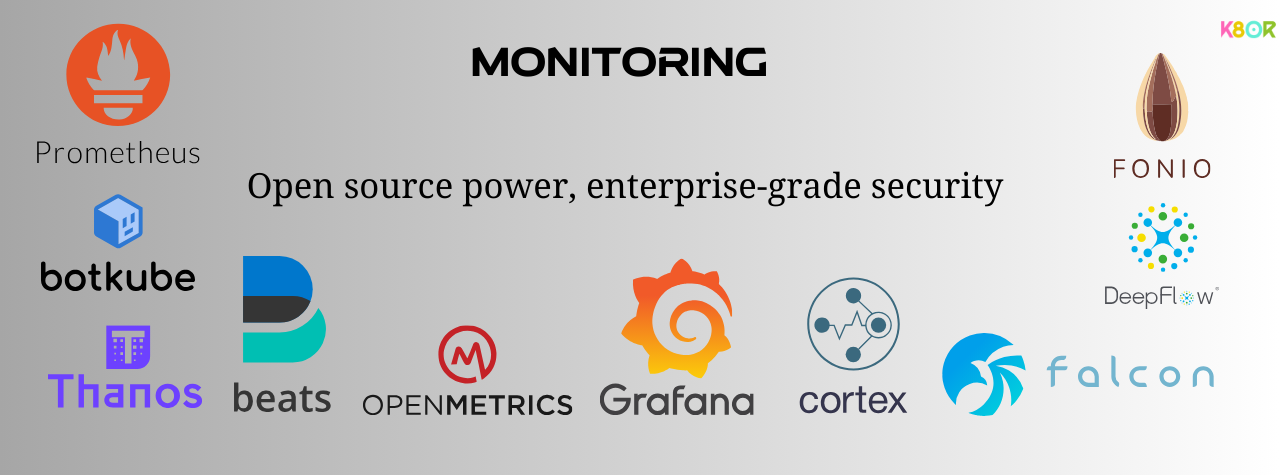 K8OR
MONITORING
Prometheus
FONIO
Open source power, enterprise-grade security
botkube
DeepFlow®
Thanos
beats
OPENMETRICS
Grafana
cortex
falcon